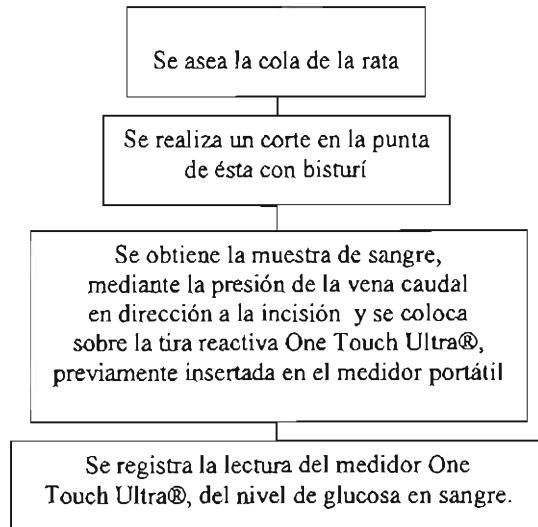 Se asea la cola de la rata
Se realiza un corte en la punta
de ésta con bisturí
Se obtiene la muestra de sangre,
mediante la presión de la vena caudal
en dirección a la incisión y se coloca
sobre la tira reactiva One Touch Ultra®,
previamente insertada en el medidor portátil
Se registra la lectura del medidor One
Touch Ultra®, del nivel de glucosa en sangre.